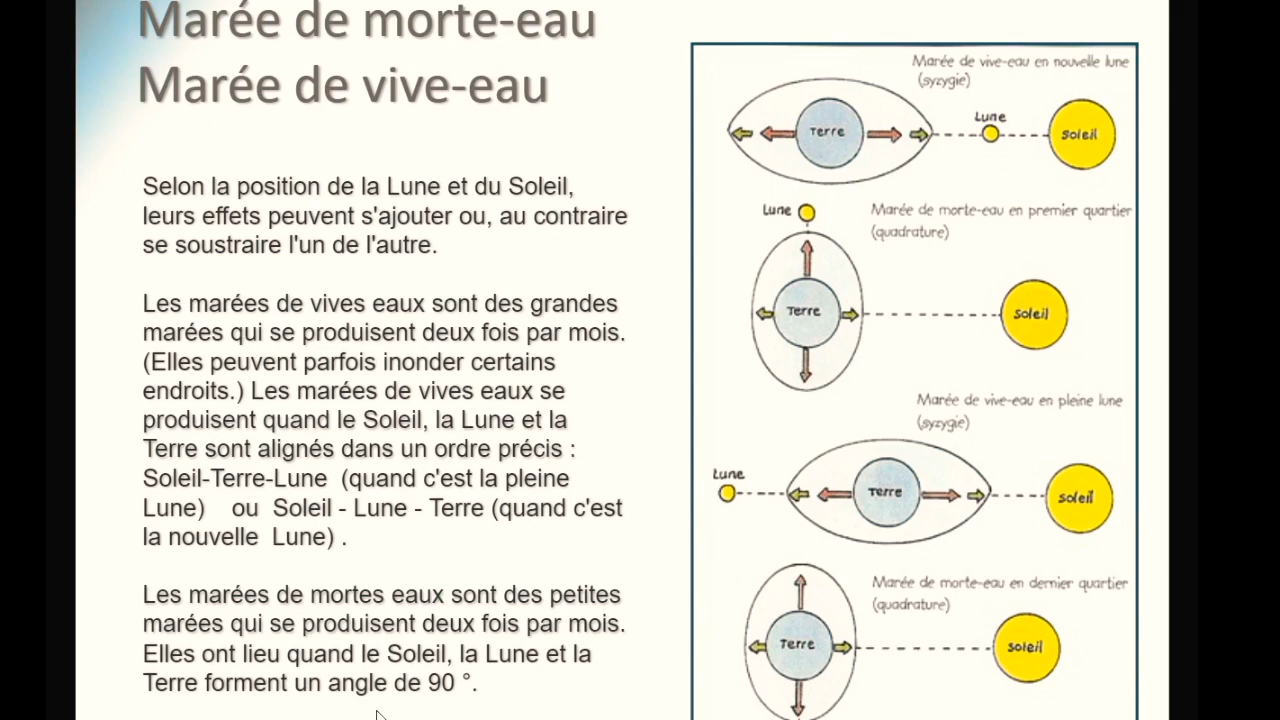 Marée de morte-eau
Marée de vive-eau
Selon la position de la Lune et du Soleil,
leurs effets peuvent s'ajouter ou, au contraire
se soustraire l'un de l'autre.
Les marées de vives eaux sont des grandes
marées qui se produisent deux fois par mois.
(Elles peuvent parfois inonder certains
endroits.) Les marées de vives eaux se
produisent quand le Soleil, la Lune et la
Terre sont alignés dans un ordre précis :
Soleil-Terre-Lune (quand c'est la pleine
Lune) ou Soleil - Lune - Terre (quand c'est
la nouvelle Lune) .
Les marées de mortes eaux sont des petites
marées qui se produisent deux fois par mois.
Elles ont lieu quand le Soleil, la Lune et la
Terre forment un angle de 90 °.
Marée de vive-eau en nouvelle lune
(syzygie)
Lune
Terre
Soleil
Lune
Marée de morte-eau en premier quartier
(quadrature)
Terre
Soleil
Marée de vive-eau en pleine lune
(syzygie)
Lune
Terre
Soleil
Marée de morte-eau en dernier quartier
(quadrature)
Terre
Soleil